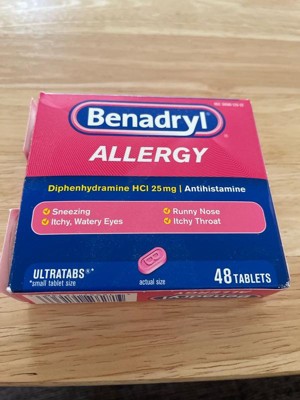 Benadryl®
ALLERGY
Diphenhydramine HCl 25mg | Antihistamine
Sneezing
Itchy, Watery Eyes
Runny Nose
Itchy Throat
ULTRATABS®*
*small tablet size
actual size
48 TABLETS